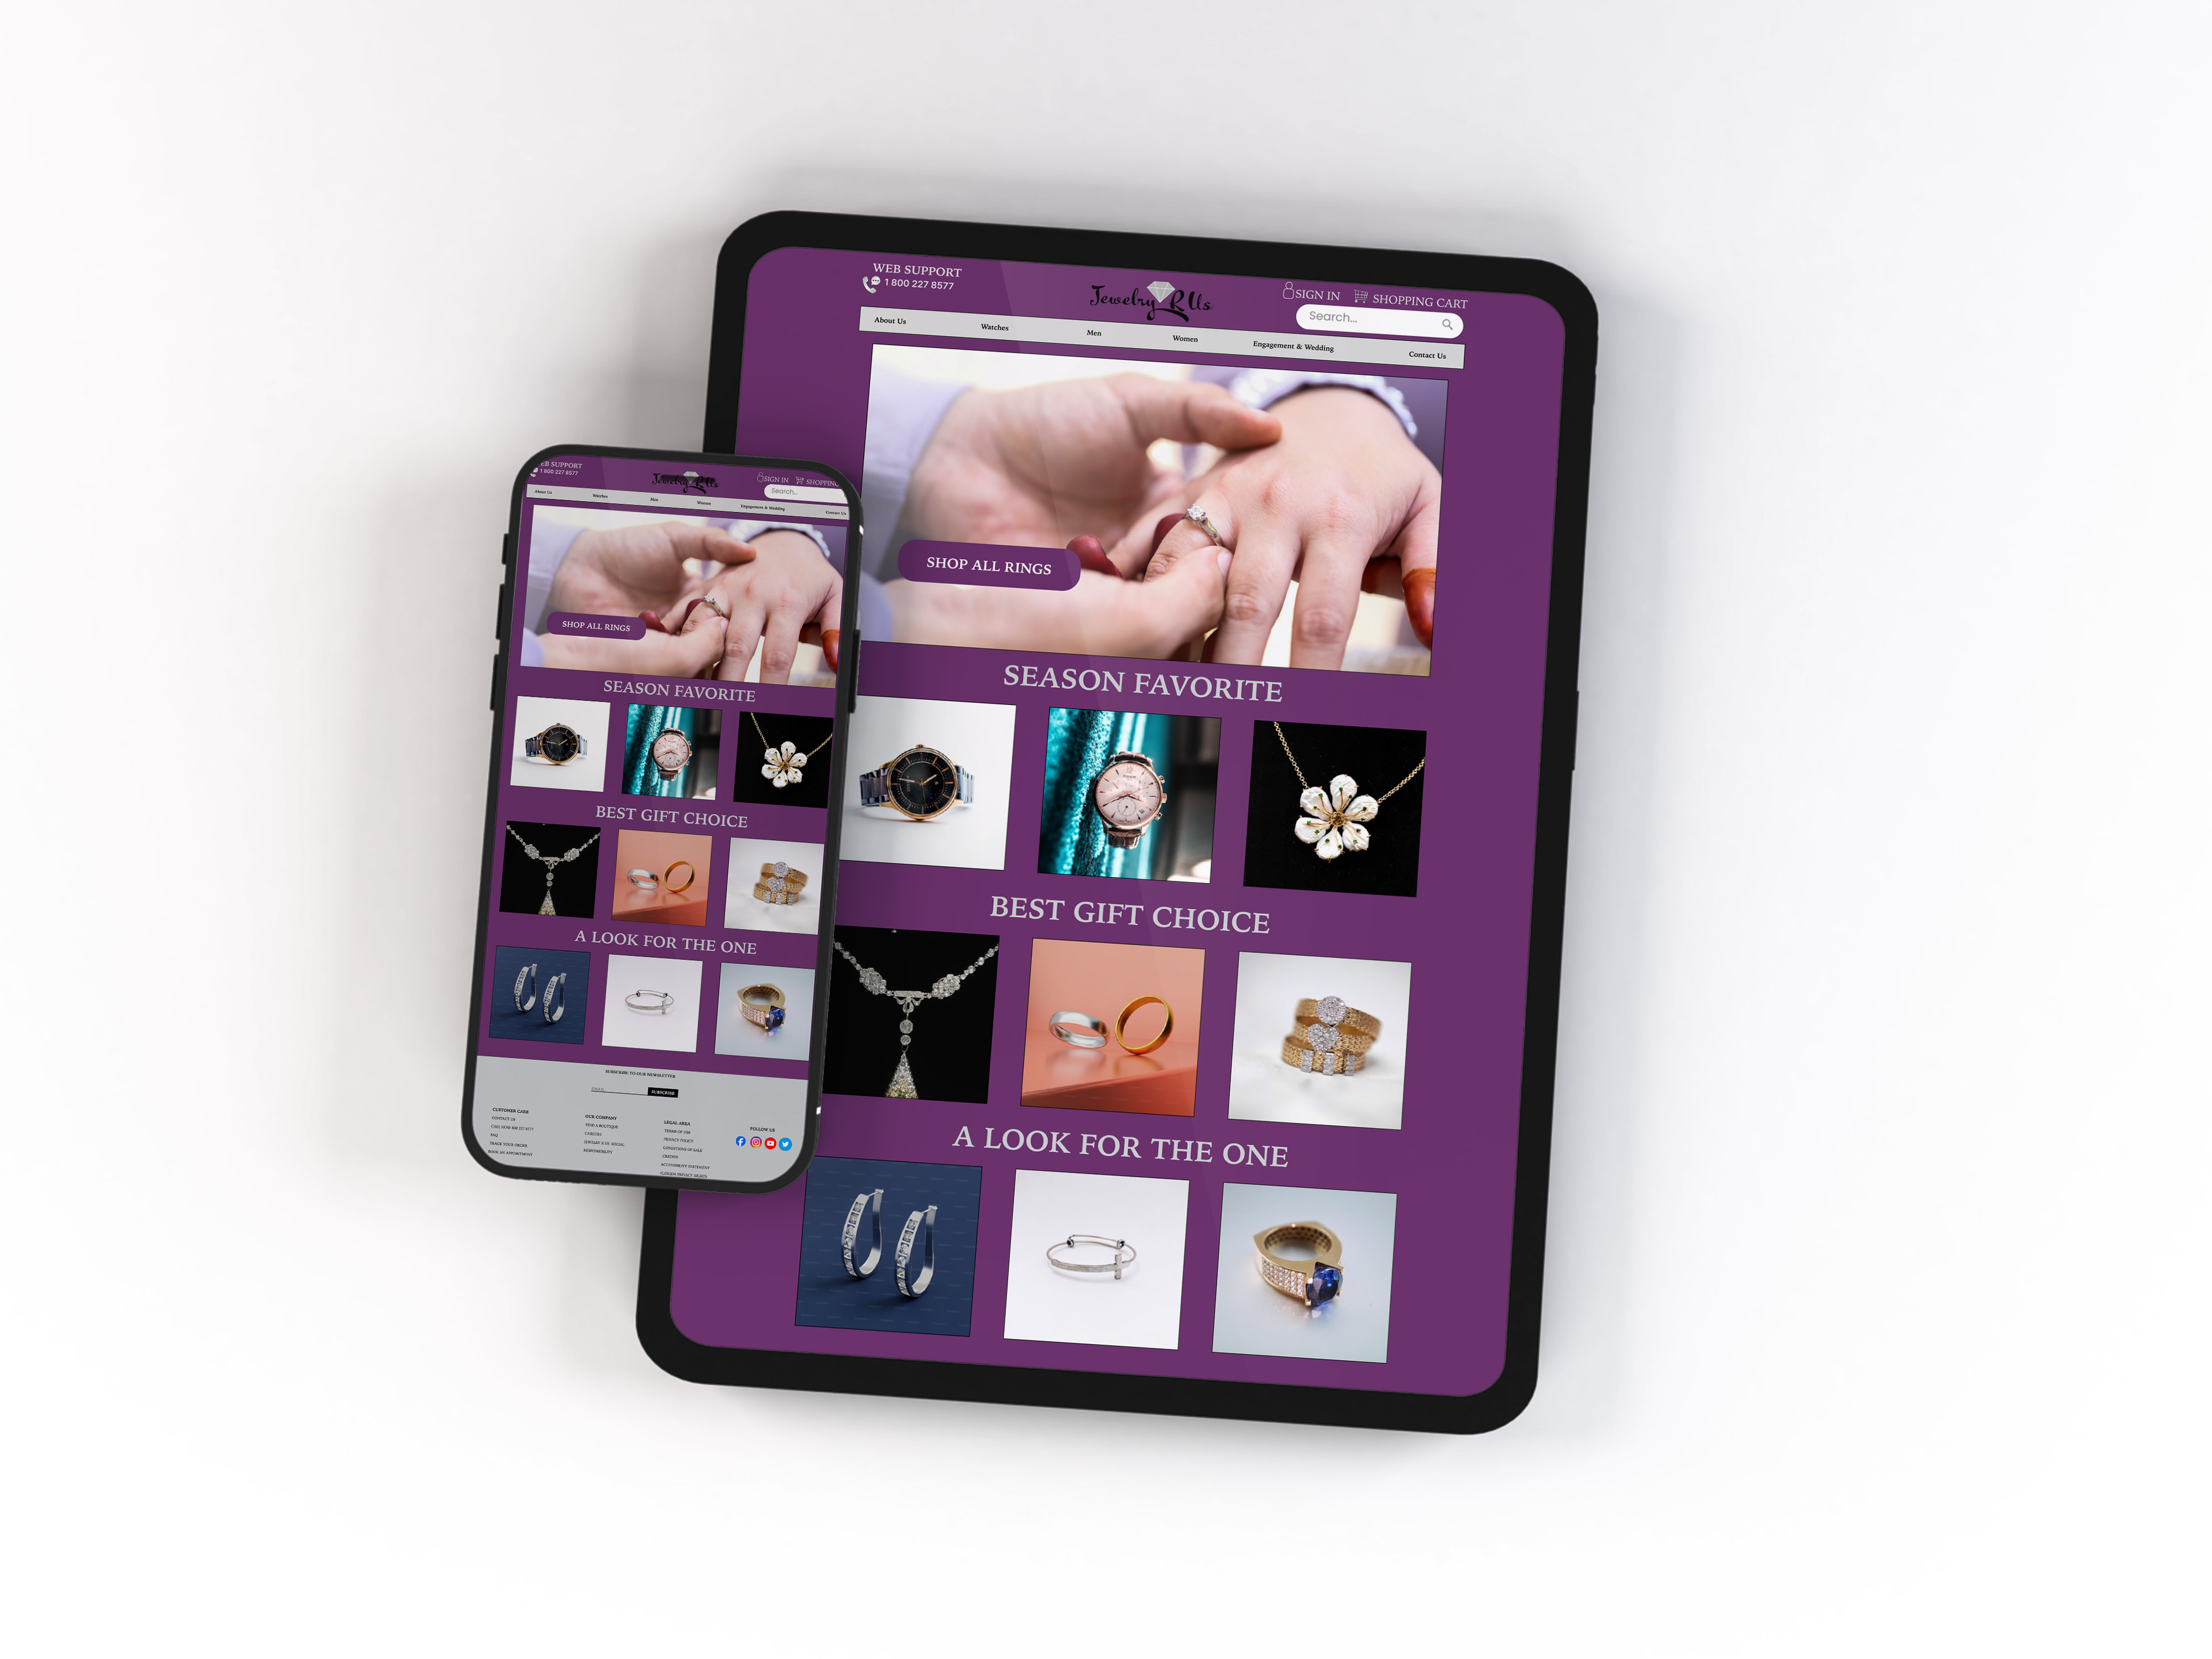 WEB SUPPORT
1 800 227 8577
Jewelry R Us
SIGN IN
SHOPPING CART
Search...
About Us
Watches
Men
Women
Engagement & Wedding
Contact Us
SHOP ALL RINGS
SEASON FAVORITE
BEST GIFT CHOICE
A LOOK FOR THE ONE
EB SUPPORT
1 800 227 8577
Jewelry R Us
SIGN IN
SHOPPING
Search...
About Us
Watches
Men
Women
Engagement & Wedding
Contact Us
SHOP ALL RINGS
SEASON FAVORITE
BEST GIFT CHOICE
A LOOK FOR THE ONE
SUBSCRIBE TO OUR NEWSLETTER
EMAIL
SUBSCRIBE
CUSTOMER CARE
CONTACT US
CALL NOW 800 227 8577
FAQ
TRACK YOUR ORDER
BOOK AN APPOINTMENT
OUR COMPANY
FIND A BOUTIQUE
CAREERS
JEWELRY R US SOCIAL
RESPONSIBILITY
LEGAL AREA
TERMS OF USE
PRIVACY POLICY
CONDITIONS OF SALE
CREDITS
ACCESSIBILITY STATEMENT
PRIVACY RIGHTS
FOLLOW US